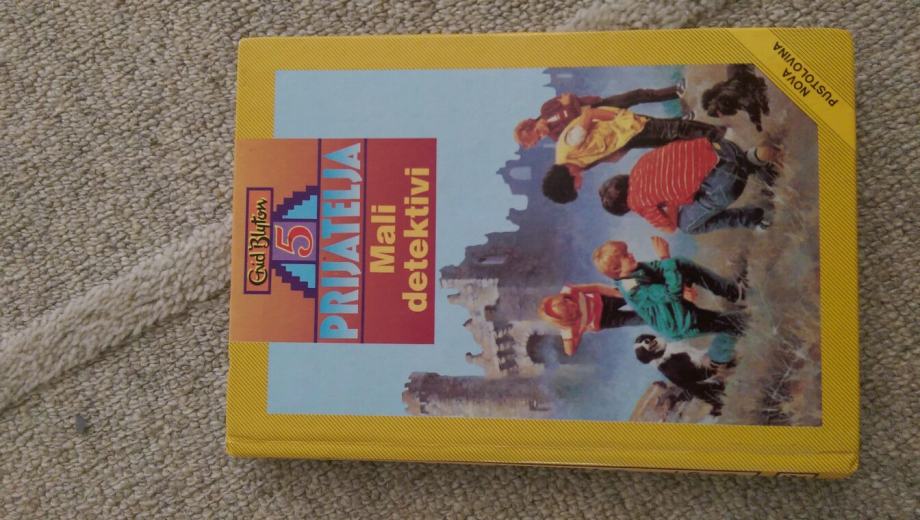 Enid Blyton
5
PRIJATELJA
Mali
detektivi
NOVA
PUSTOLOVINA